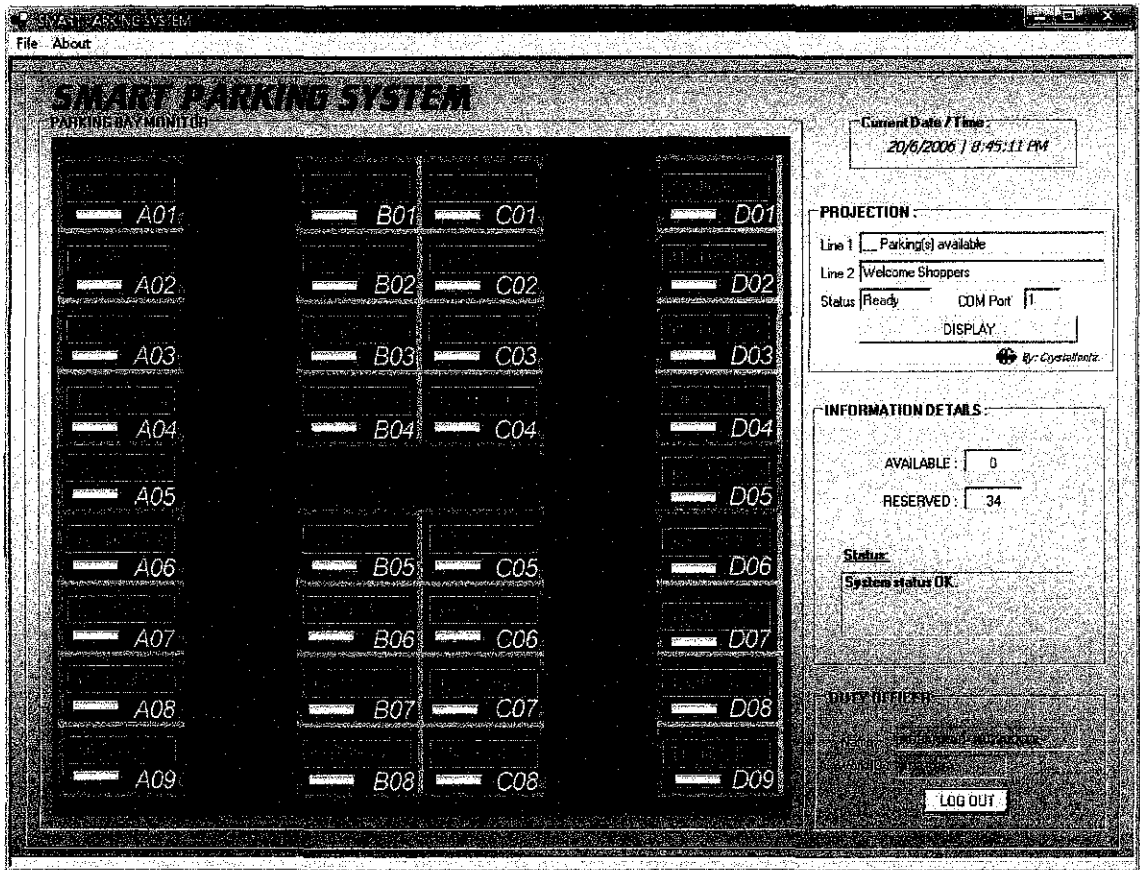 SMART PARKING SYSTEM
File About
SMART PARKING SYSTEM
PARKING BAY MONITOR
A01 B01 C01 D01
A02 B02 C02 D02
A03 B03 C03 D03
A04 B04 C04 D04
A05 D05
A06 B05 C05 D06
A07 B06 C06 D07
A08 B07 C07 D08
A09 B08 C08 D09
Current Date / Time :
20/6/2006 | 8:45:11 PM
PROJECTION :
Line 1 __ Parking(s) available
Line 2 Welcome Shoppers
Status Ready COM Port 1
DISPLAY
INFORMATION DETAILS :
AVAILABLE : 0
RESERVED : 34
Status:
System status OK.
DUTY OFFICER
LOG OUT